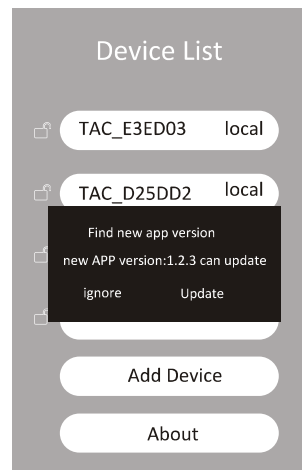 Device List
TAC_E3ED03 local
TAC_D25DD2 local
Find new app version
new APP version:1.2.3 can update
ignore Update
Add Device
About